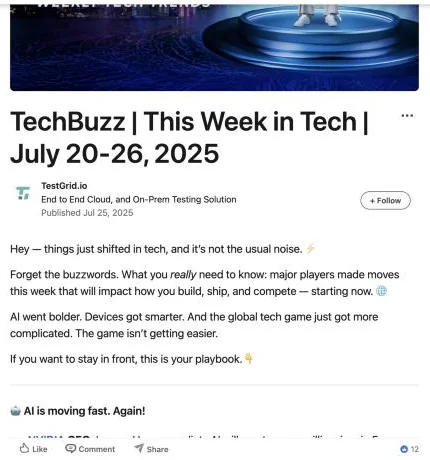 WEEKLY TECH TRENDS
TechBuzz | This Week in Tech |
July 20-26, 2025
TestGrid.io
End to End Cloud, and On-Prem Testing Solution
Published Jul 25, 2025
+ Follow
Hey — things just shifted in tech, and it's not the usual noise. ⚡
Forget the buzzwords. What you really need to know: major players made moves
this week that will impact how you build, ship, and compete — starting now. 🌐
AI went bolder. Devices got smarter. And the global tech game just got more
complicated. The game isn't getting easier.
If you want to stay in front, this is your playbook. 👇
🤖 AI is moving fast. Again!
Like
Comment
Share
12